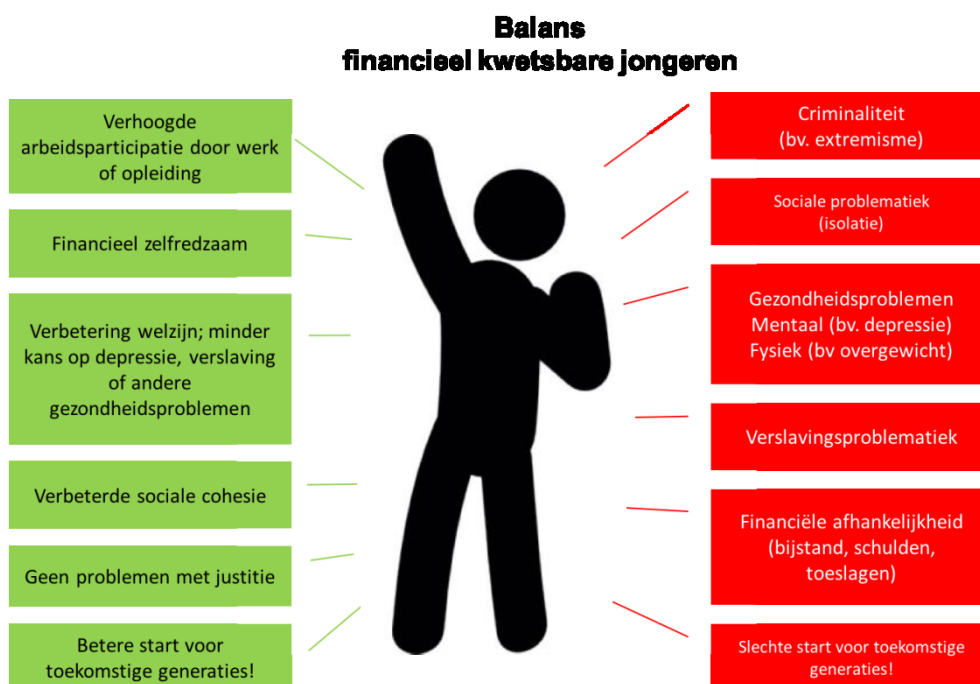 Balans
financieel kwetsbare jongeren
Verhoogde
arbeidsparticipatie door werk
of opleiding
Financieel zelfredzaam
Verbetering welzijn; minder
kans op depressie, verslaving
of andere
gezondheidsproblemen
Verbeterde sociale cohesie
Geen problemen met justitie
Betere start voor
toekomstige generaties!
Criminaliteit
(bv. extremisme)
Sociale problematiek
(isolatie)
Gezondheidsproblemen
Mentaal (bv. depressie)
Fysiek (bv overgewicht)
Verslavingsproblematiek
Financiële afhankelijkheid
(bijstand, schulden,
toeslagen)
Slechte start voor toekomstige
generaties!